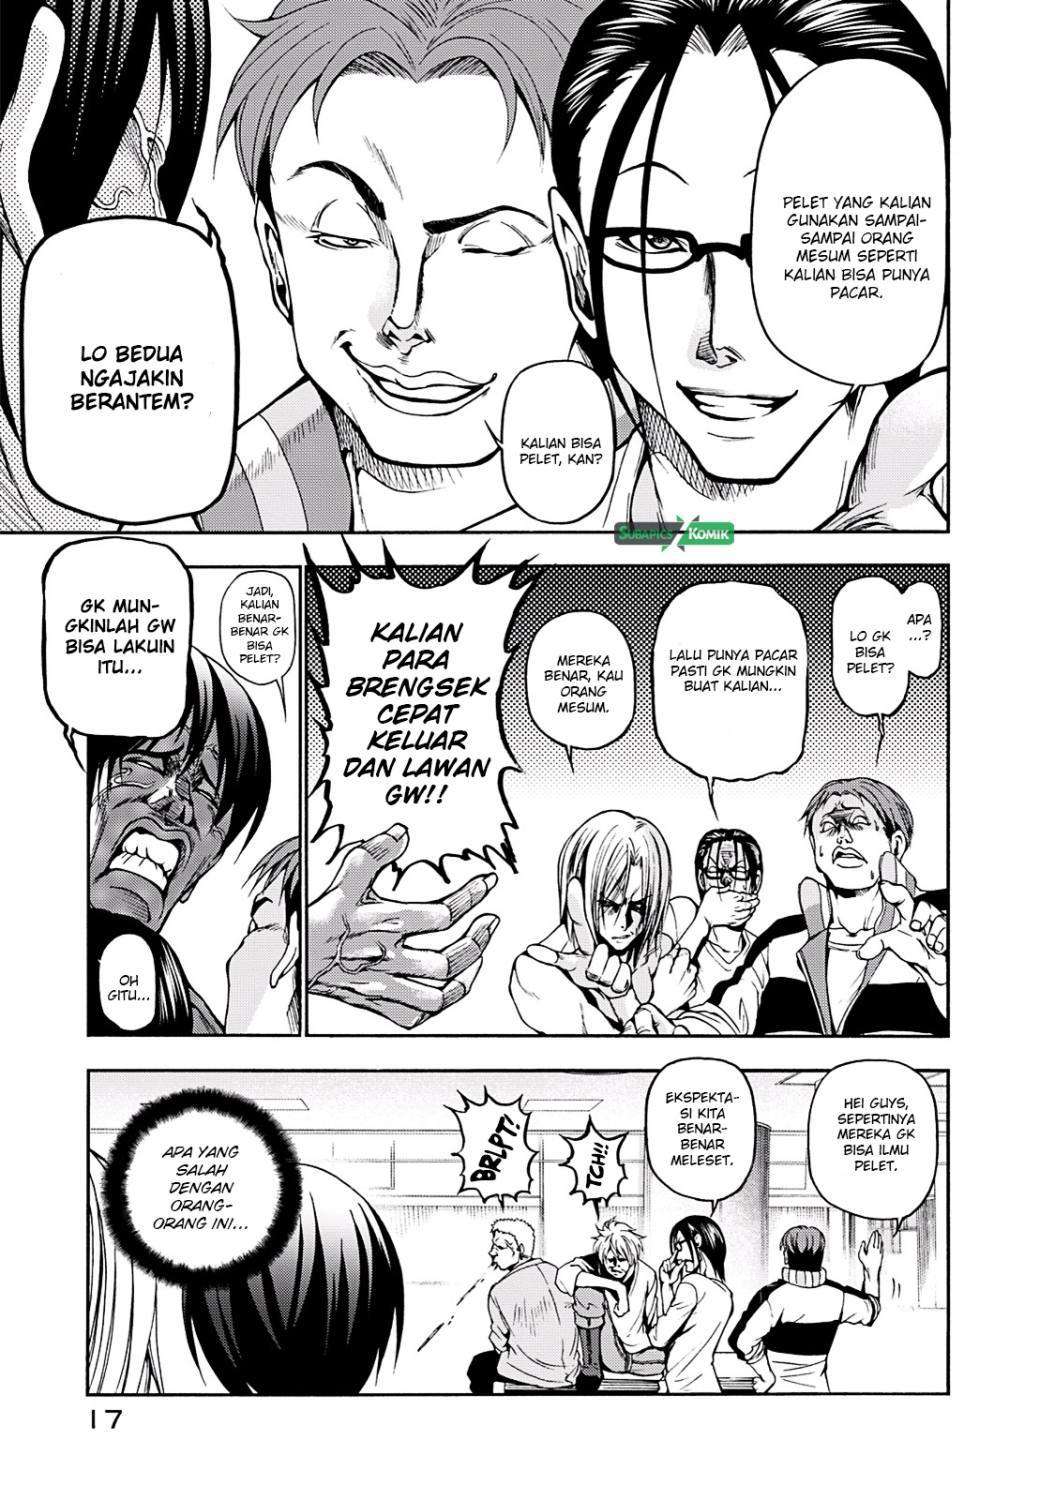 PELET YANG KALIAN
GUNAKAN SAMPAI-
SAMPAI ORANG
MESUM SEPERTI
KALIAN BISA PUNYA
PACAR.
KALIAN BISA
PELET, KAN?
LO BEDUA
NGAJAKIN
BERANTEM?
SUBAPICS X KOMIK
APA
...?
LO GK
BISA
PELET?
LALU PUNYA PACAR
PASTI GK MUNGKIN
BUAT KALIAN...
MEREKA
BENAR, KAU
ORANG
MESUM.
KALIAN
PARA
BRENGSEK
CEPAT
KELUAR
DAN LAWAN
GW!!
JADI,
KALIAN
BENAR-
BENAR GK
BISA
PELET?
GK MUN-
GKINLAH GW
BISA LAKUIN
ITU...
OH
GITU...
HEI GUYS,
SEPERTINYA
MEREKA GK
BISA ILMU
PELET.
EKSPEKTA-
SI KITA
BENAR-
BENAR
MELESET.
TCH!!
BRLPT!
APA YANG
SALAH
DENGAN
ORANG-
ORANG INI...
17